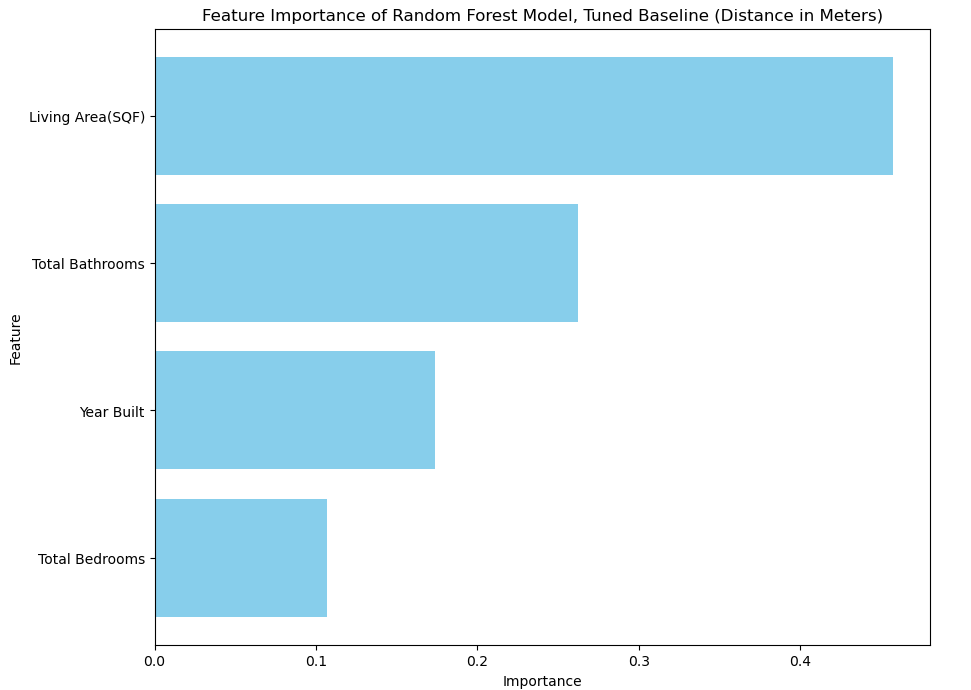 Feature Importance of Random Forest Model, Tuned Baseline (Distance in Meters)
Living Area(SQF)
Total Bathrooms
Year Built
Total Bedrooms
Feature
0.0 0.1 0.2 0.3 0.4
Importance